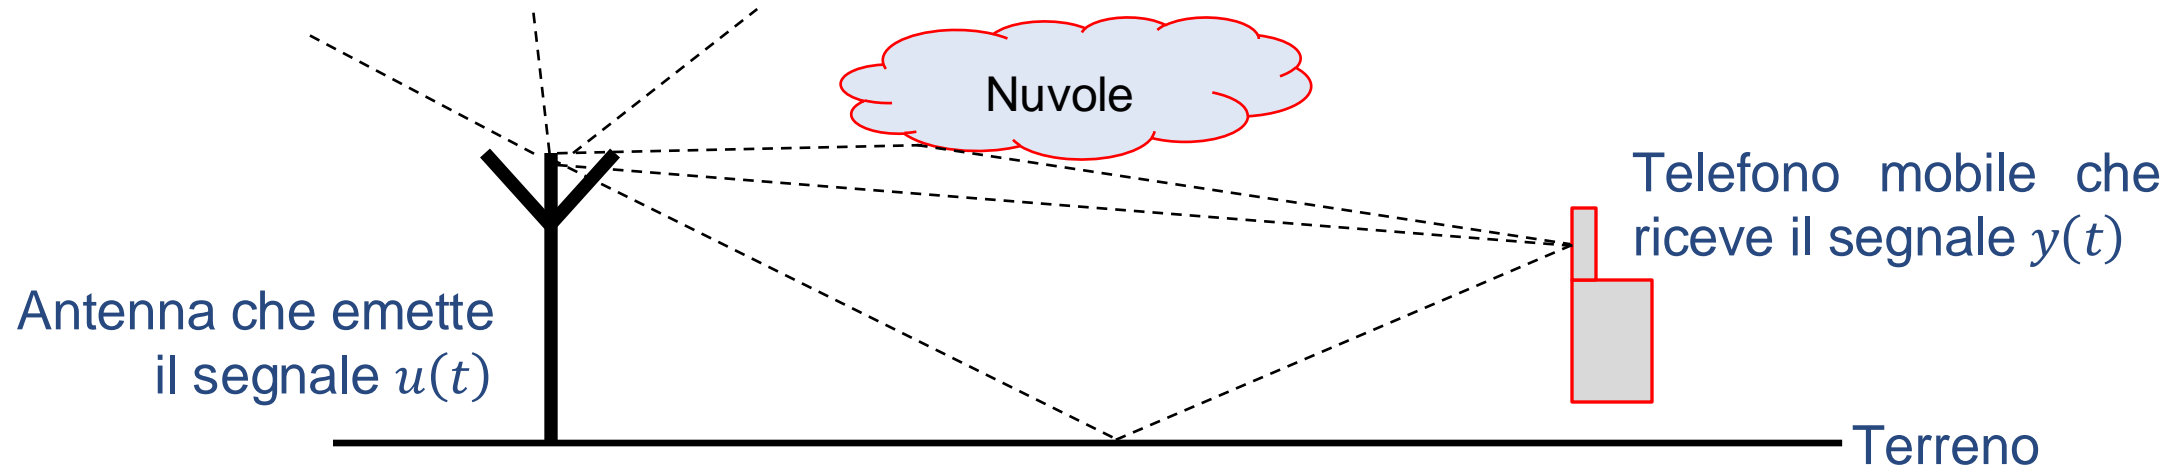 Nuvole
Telefono mobile che
riceve il segnale y(t)
Antenna che emette
il segnale u(t)
Terreno